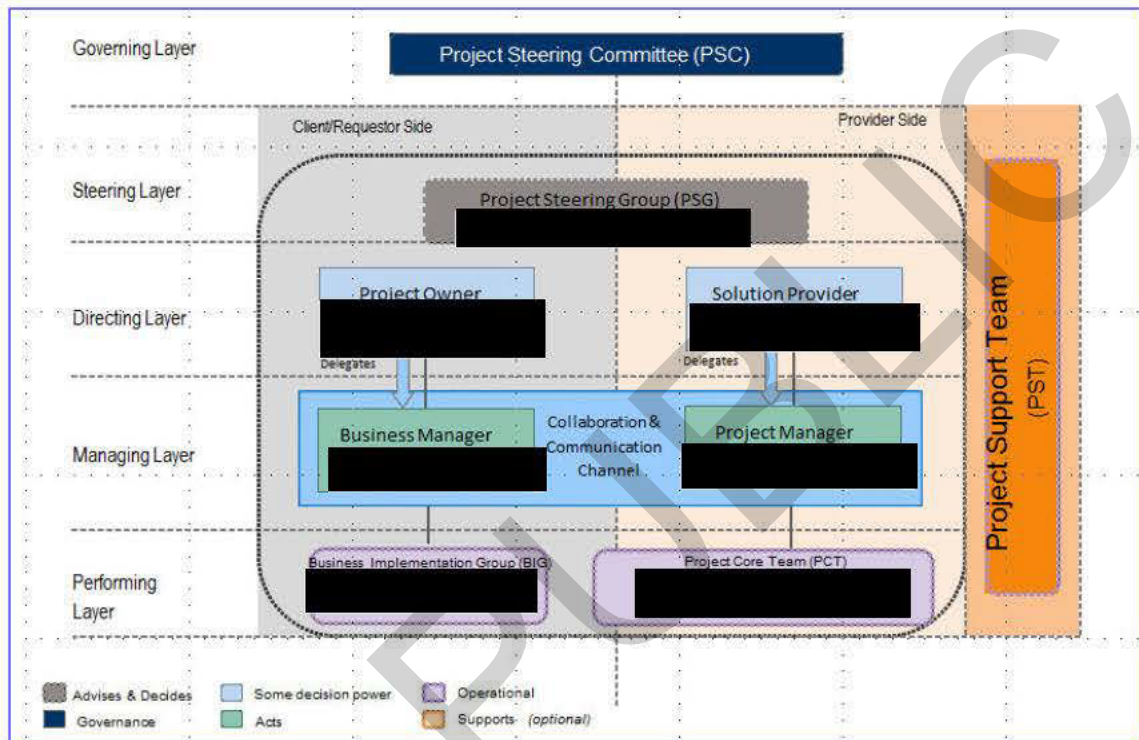 Governing Layer
Project Steering Committee (PSC)
Client/Requestor Side
Provider Side
Steering Layer
Project Steering Group (PSG)
Directing Layer
Project Owner
Solution Provider
Delegates
Delegates
Managing Layer
Business Manager
Collaboration &
Communication
Channel
Project Manager
Performing
Layer
Business Implementation Group (BIG)
Project Core Team (PCT)
Project Support Team
(PST)
Advises & Decides
Some decision power
Operational
Governance
Acts
Supports (optional)
PUBLIC